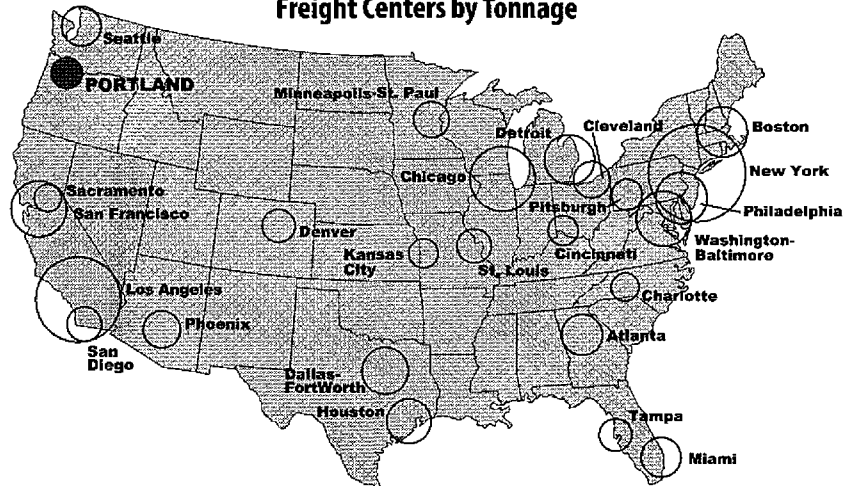 Freight Centers by Tonnage
Seattle
PORTLAND
Minneapolis-St. Paul
Detroit
Cleveland
Boston
Chicago
New York
Sacramento
San Francisco
Pittsburgh
Philadelphia
Denver
Kansas
City
St. Louis
Cincinnati
Washington-
Baltimore
Los Angeles
Charlotte
Phoenix
San
Diego
Atlanta
Dallas-
FortWorth
Houston
Tampa
Miami